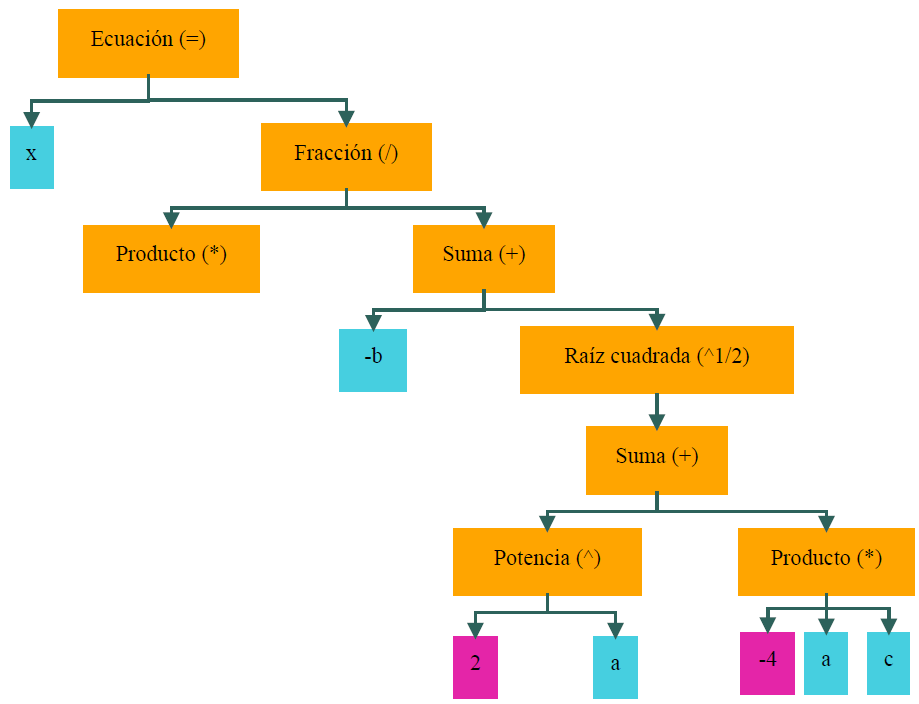 Ecuación (=)
x
Fracción (/)
Producto (*)
Suma (+)
-b
Raíz cuadrada (^1/2)
Suma (+)
Potencia (^)
Producto (*)
2
a
-4
a
c